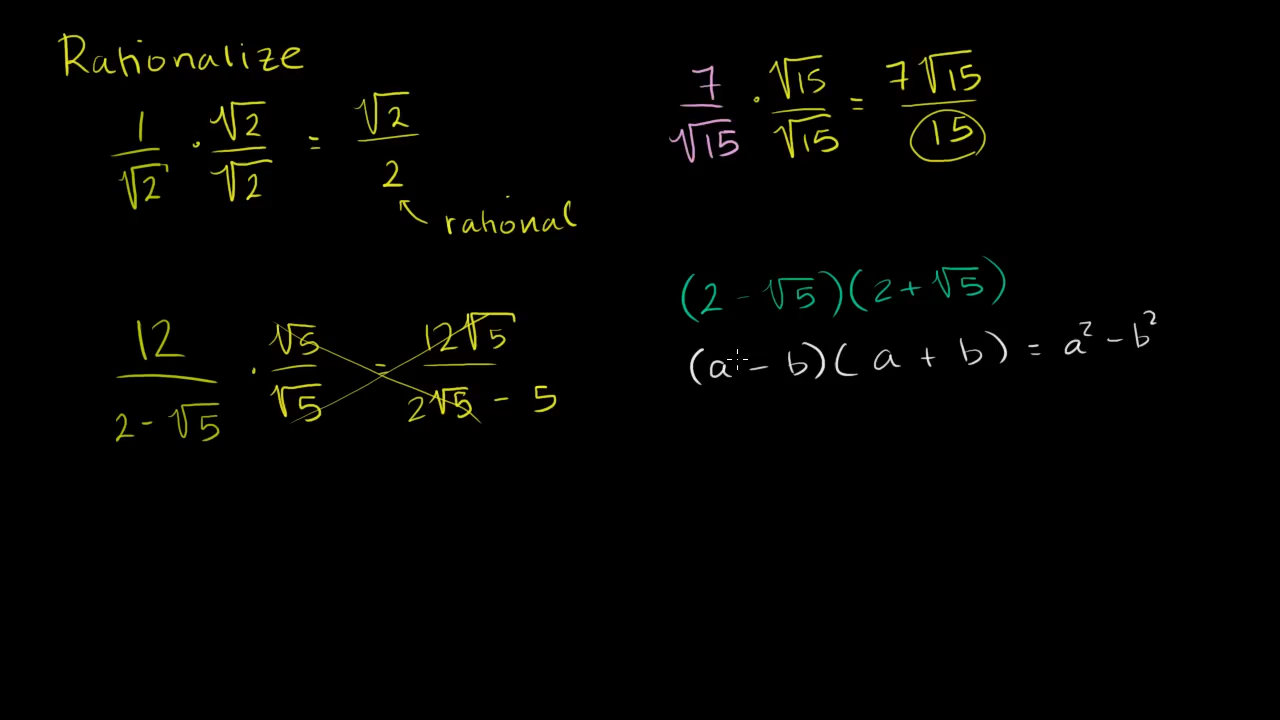 Rationalize
1/√2 · √2/√2 = √2/2
rational
7/√15 · √15/√15 = 7√15/15
12/(2 - √5) · √5/√5 = 12√5/(2√5 - 5)
(2 - √5)(2 + √5)
(a - b)(a + b) = a² - b²